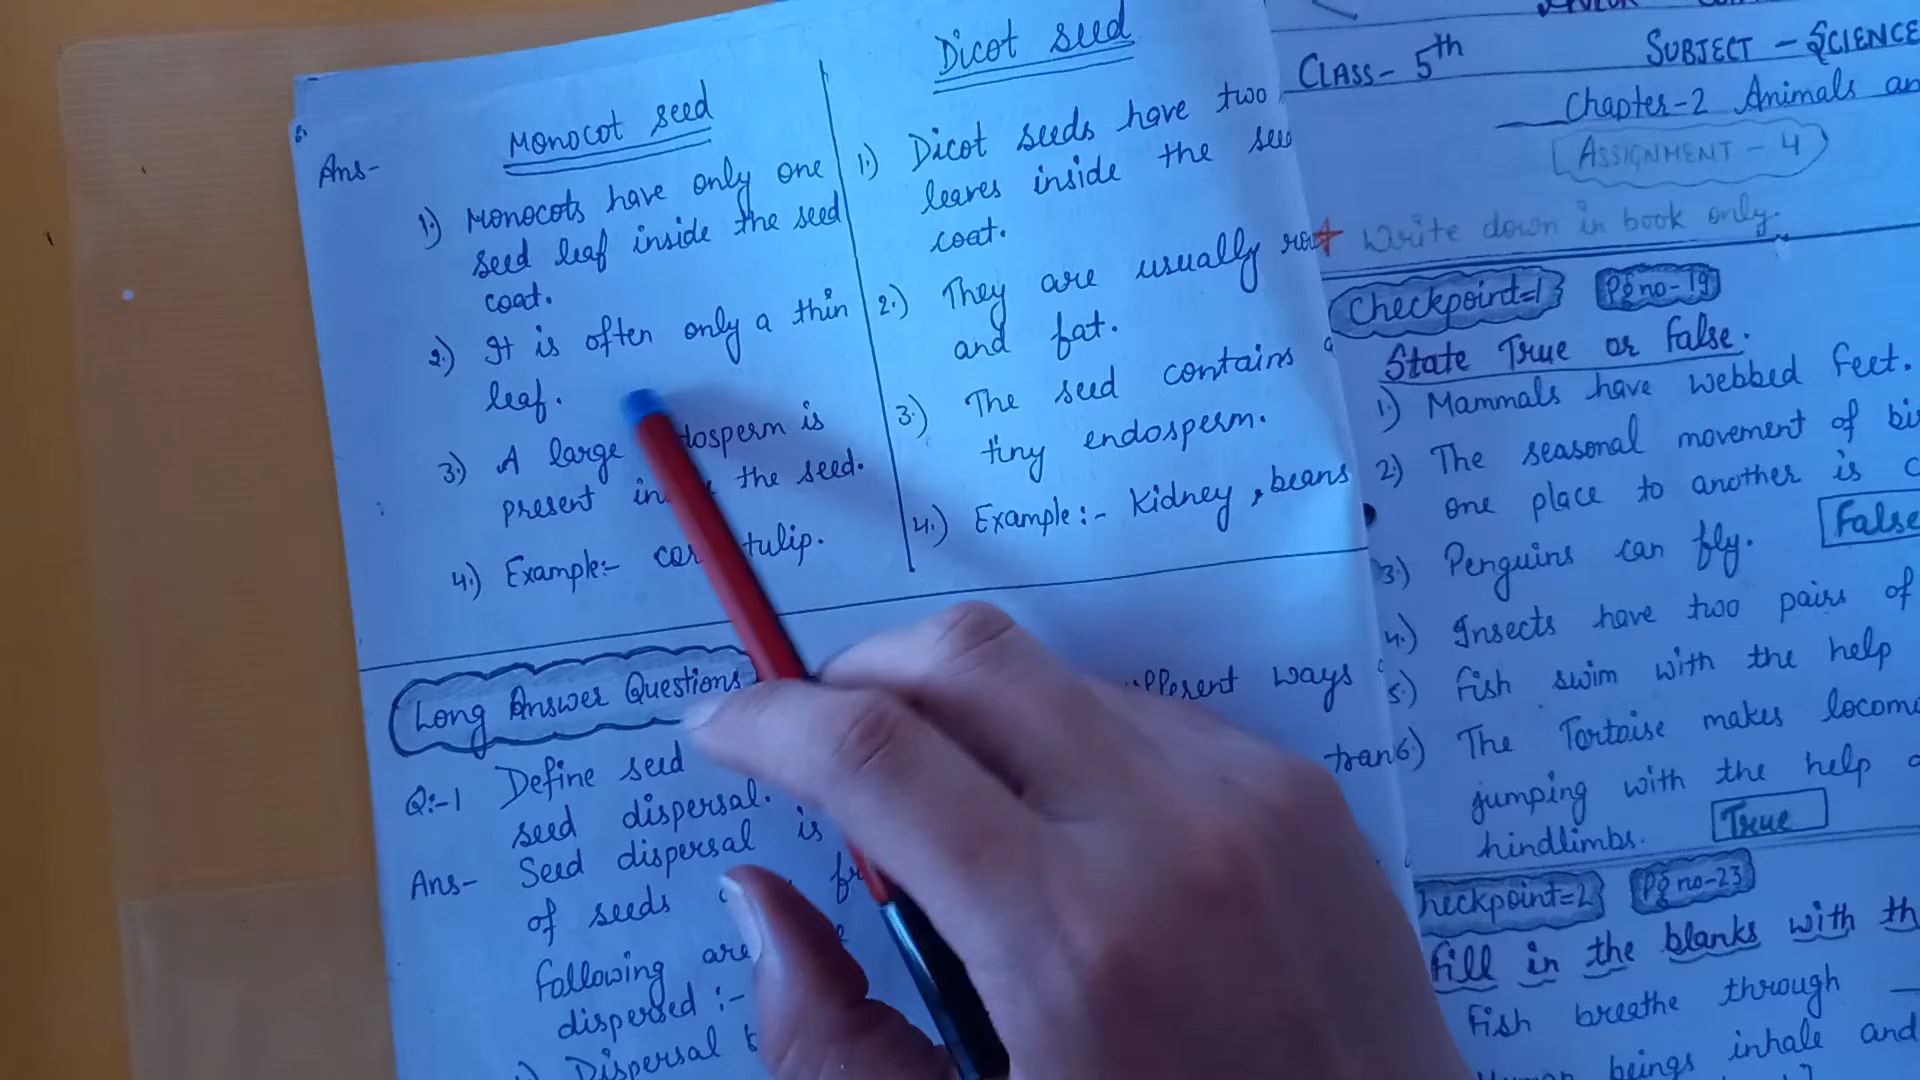 Monocot seed
Ans-
1.) Monocots have only one
seed leaf inside the seed
coat.
2.) It is often only a thin
leaf.
3.) A large
is
present the seed.
4.) Example:- tulip.
Dicot seed
1.) Dicot seeds have two
leaves inside the
coat.
2.) They are usually
and fat.
3.) The seed contains a
tiny endosperm.
4.) Example:- Kidney, beans
Long Answer Questions
ways
Q:-1 Define seed
seed dispersal.
Ans- Seed dispersal is
of seeds
following are
dispersed :-
Dispersal
CLASS- 5th
SUBJECT - SCIENCE
Chapter-2 Animals
ASSIGNMENT - 4
Write down in book only.
Checkpoint=1 Pg no-19
State True or False.
1.) Mammals have webbed feet.
2.) The seasonal movement of
one place to another is
3.) Penguins can fly. False
4.) Insects have two pairs of
5.) Fish swim with the help
6) The Tortoise makes
jumping with the help
hindlimbs. True
Pg no-23
Fill in the blanks with
Fish breathe through
beings inhale and